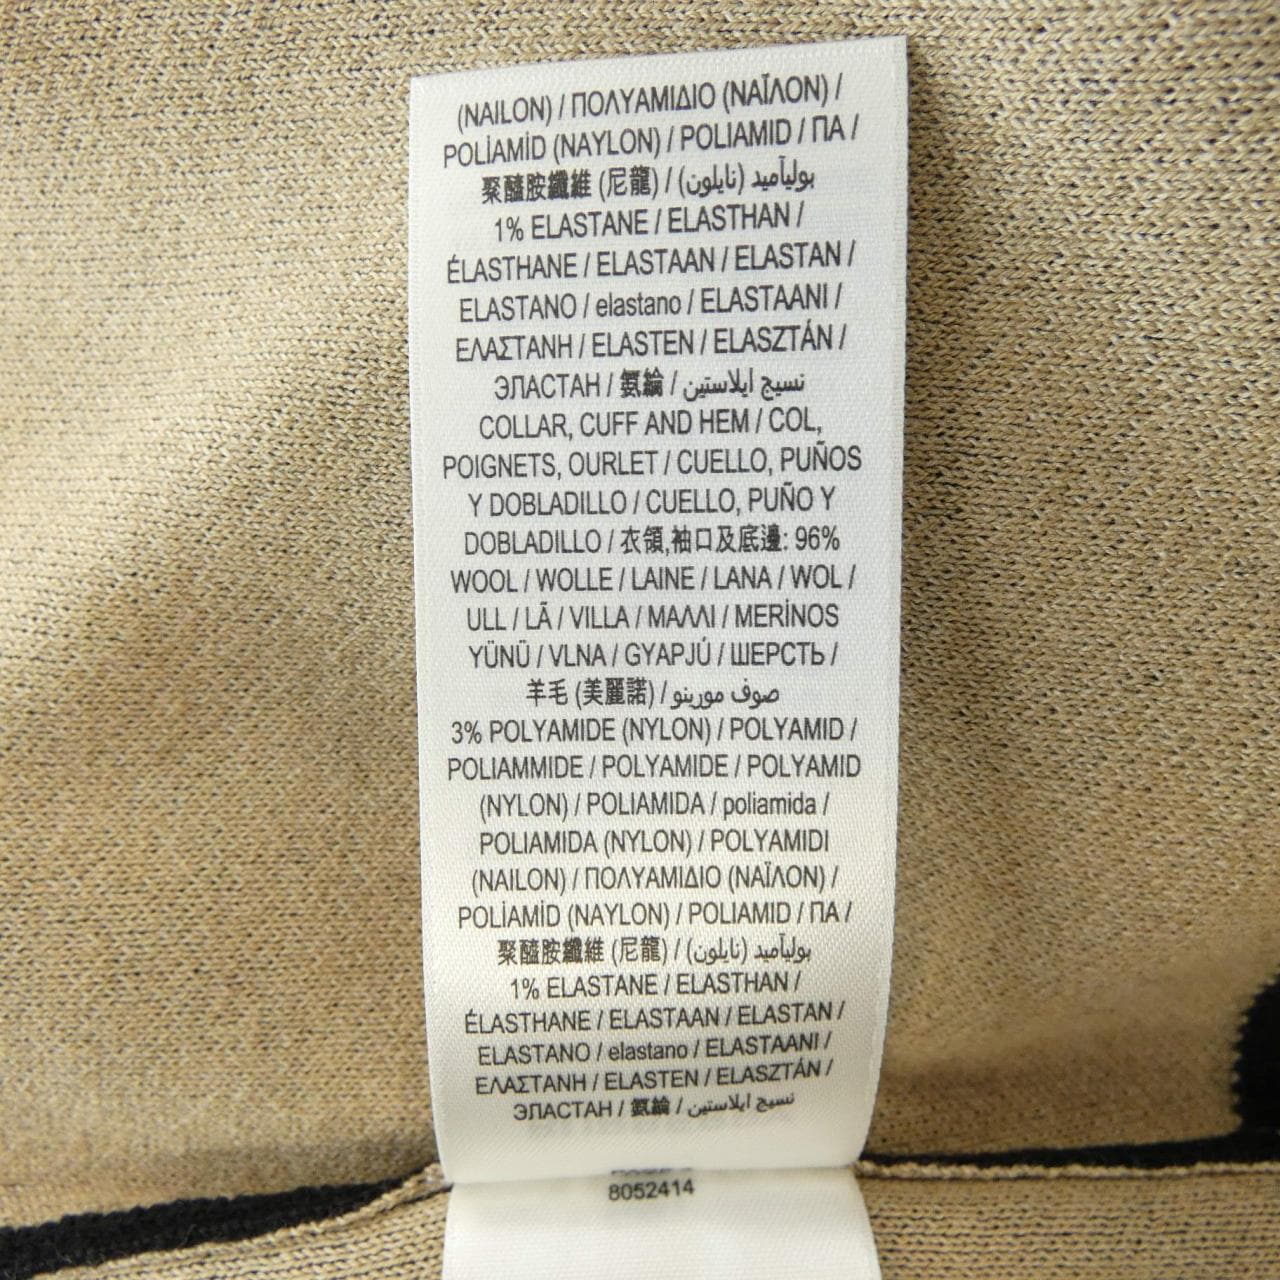 (NAILON) / ΠΟΛΥΑΜΙΔΙΟ (ΝΑΪΛΟΝ) /
POLİAMİD (NAYLON) / POLIAMID / ПА /
聚醯胺纖維 (尼龍) / بوليآميد (نايلون)
1% ELASTANE / ELASTHAN /
ÉLASTHANE / ELASTAAN / ELASTAN /
ELASTANO / elastano / ELASTAANI /
ΕΛΑΣΤΑΝΗ / ELASTEN / ELASZTÁN /
ЭЛАСТАН / 氨綸 / نسيج ايلاستين
COLLAR, CUFF AND HEM / COL,
POIGNETS, OURLET / CUELLO, PUÑOS
Y DOBLADILLO / CUELLO, PUÑO Y
DOBLADILLO / 衣領,袖口及底邊: 96%
WOOL / WOLLE / LAINE / LANA / WOL /
ULL / LÃ / VILLA / ΜΑΛΛΙ / MERİNOS
YÜNÜ / VLNA / GYAPJÚ / ШЕРСТЬ /
羊毛 (美麗諾) / صوف مورينو
3% POLYAMIDE (NYLON) / POLYAMID /
POLIAMMIDE / POLYAMIDE / POLYAMID
(NYLON) / POLIAMIDA / poliamida /
POLIAMIDA (NYLON) / POLYAMIDI
(NAILON) / ΠΟΛΥΑΜΙΔΙΟ (ΝΑΪΛΟΝ) /
POLİAMİD (NAYLON) / POLIAMID / ПА /
聚醯胺纖維 (尼龍) / بوليآميد (نايلون)
1% ELASTANE / ELASTHAN /
ÉLASTHANE / ELASTAAN / ELASTAN /
ELASTANO / elastano / ELASTAANI /
ΕΛΑΣΤΑΝΗ / ELASTEN / ELASZTÁN /
ЭЛАСТАН / 氨綸 / نسيج ايلاستين
8052414